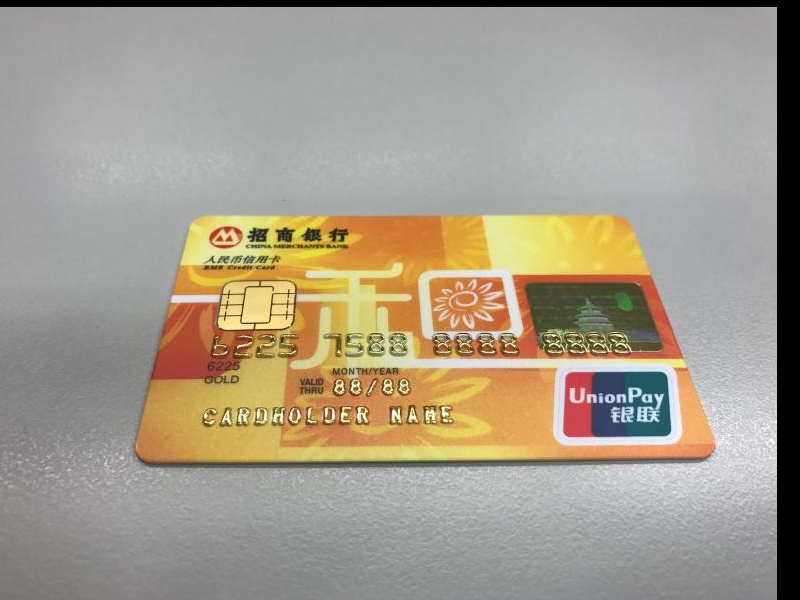 招商银行
CHINA MERCHANTS BANK
人民币信用卡
RMB Credit Card
6225 7588 8888 8888
6225
GOLD
MONTH/YEAR
VALID THRU 88/88
CARDHOLDER NAME
UnionPay
银联